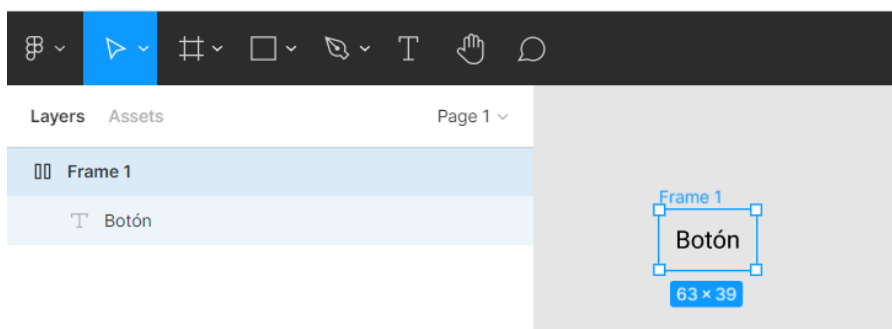 Layers Assets Page 1
Frame 1
Botón
Frame 1
Botón
63 × 39